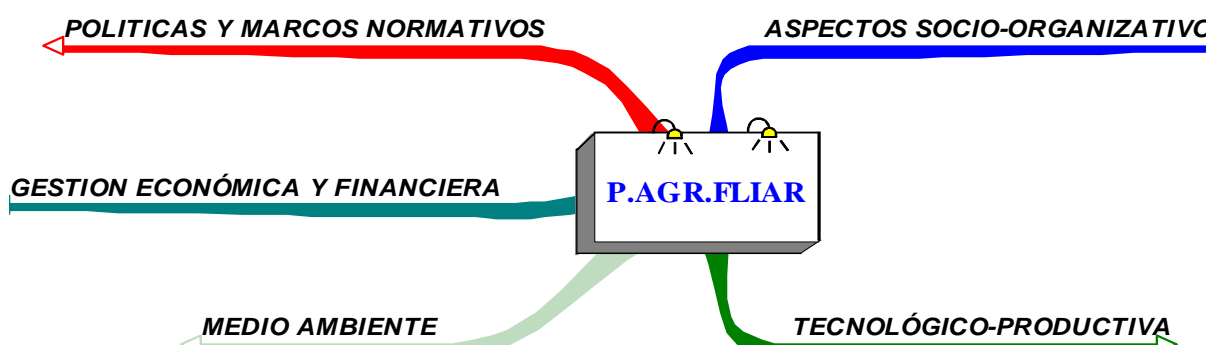 POLITICAS Y MARCOS NORMATIVOS
ASPECTOS SOCIO-ORGANIZATIVO
GESTION ECONÓMICA Y FINANCIERA
P.AGR.FLIAR
MEDIO AMBIENTE
TECNOLÓGICO-PRODUCTIVA